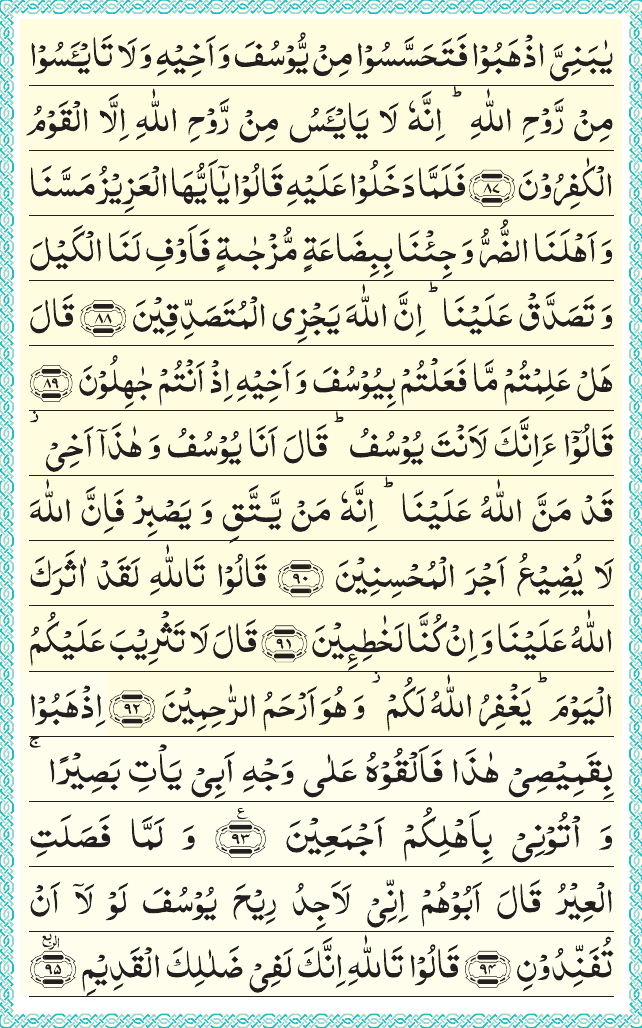 يٰبَنِىَّ اذْهَبُوْا فَتَحَسَّسُوْا مِنْ يُّوْسُفَ وَاَخِيْهِ وَلَا تَايْـَٔسُوْا
مِنْ رَّوْحِ اللّٰهِ ؕ اِنَّهٗ لَا يَايْـَٔسُ مِنْ رَّوْحِ اللّٰهِ اِلَّا الْقَوْمُ
الْكٰفِرُوْنَ ﴿۸۷﴾ فَلَمَّا دَخَلُوْا عَلَيْهِ قَالُوْا يٰۤاَيُّهَا الْعَزِيْزُ مَسَّنَا
وَاَهْلَنَا الضُّرُّ وَجِئْنَا بِبِضَاعَةٍ مُّزْجٰىةٍ فَاَوْفِ لَنَا الْكَيْلَ
وَ تَصَدَّقْ عَلَيْنَا ؕ اِنَّ اللّٰهَ يَجْزِى الْمُتَصَدِّقِيْنَ ﴿۸۸﴾ قَالَ
هَلْ عَلِمْتُمْ مَّا فَعَلْتُمْ بِيُوْسُفَ وَاَخِيْهِ اِذْ اَنْتُمْ جٰهِلُوْنَ ﴿۸۹﴾
قَالُوْۤا ءَاِنَّكَ لَاَنْتَ يُوْسُفُ ؕ قَالَ اَنَا يُوْسُفُ وَ هٰذَاۤ اَخِىْ ز
قَدْ مَنَّ اللّٰهُ عَلَيْنَا ؕ اِنَّهٗ مَنْ يَّتَّقِ وَ يَصْبِرْ فَاِنَّ اللّٰهَ
لَا يُضِيْعُ اَجْرَ الْمُحْسِنِيْنَ ﴿۹۰﴾ قَالُوْا تَاللّٰهِ لَقَدْ اٰثَرَكَ
اللّٰهُ عَلَيْنَا وَاِنْ كُنَّا لَخٰطِـِٕيْنَ ﴿۹۱﴾ قَالَ لَا تَثْرِيْبَ عَلَيْكُمُ
الْيَوْمَ ؕ يَغْفِرُ اللّٰهُ لَكُمْ ز وَهُوَ اَرْحَمُ الرّٰحِمِيْنَ ﴿۹۲﴾ اِذْهَبُوْا
بِقَمِيْصِىْ هٰذَا فَاَلْقُوْهُ عَلٰى وَجْهِ اَبِىْ يَاْتِ بَصِيْرًا ۚ
وَ اْتُوْنِىْ بِاَهْلِكُمْ اَجْمَعِيْنَ ﴿۹۳﴾ ع وَ لَمَّا فَصَلَتِ
الْعِيْرُ قَالَ اَبُوْهُمْ اِنِّىْ لَاَجِدُ رِيْحَ يُوْسُفَ لَوْ لَاۤ اَنْ
تُفَنِّدُوْنِ ﴿۹۴﴾ قَالُوْا تَاللّٰهِ اِنَّكَ لَفِىْ ضَلٰلِكَ الْقَدِيْمِ ﴿۹۵﴾ الربع